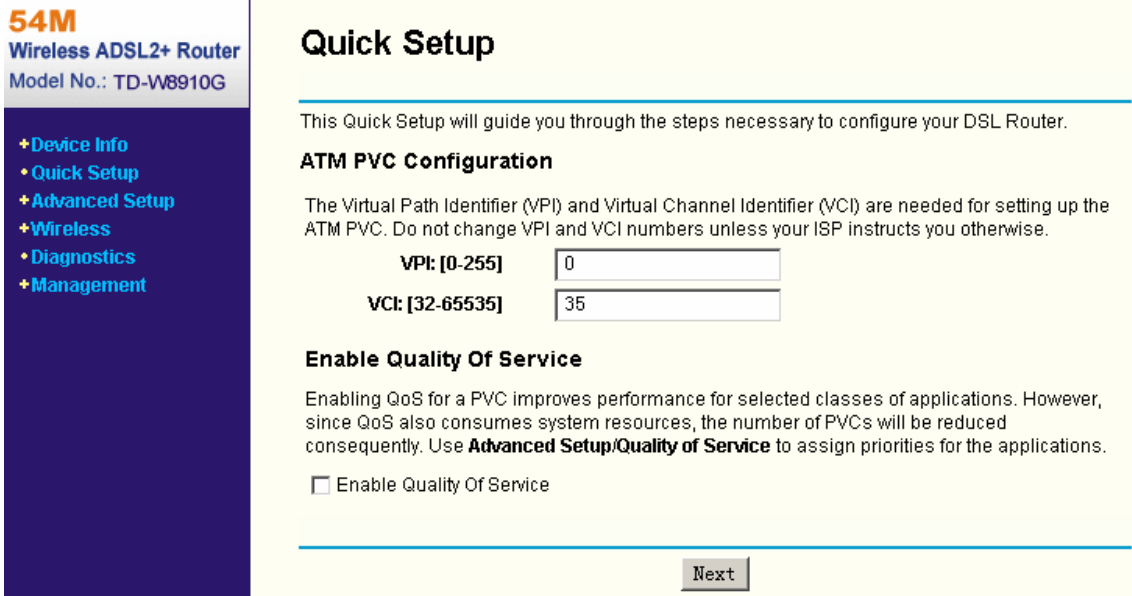 54M
Wireless ADSL2+ Router
Model No.: TD-W8910G
+Device Info
•Quick Setup
+Advanced Setup
+Wireless
•Diagnostics
+Management
Quick Setup
This Quick Setup will guide you through the steps necessary to configure your DSL Router.
ATM PVC Configuration
The Virtual Path Identifier (VPI) and Virtual Channel Identifier (VCI) are needed for setting up the
ATM PVC. Do not change VPI and VCI numbers unless your ISP instructs you otherwise.
VPI: [0-255] 0
VCI: [32-65535] 35
Enable Quality Of Service
Enabling QoS for a PVC improves performance for selected classes of applications. However,
since QoS also consumes system resources, the number of PVCs will be reduced
consequently. Use Advanced Setup/Quality of Service to assign priorities for the applications.
Enable Quality Of Service
Next